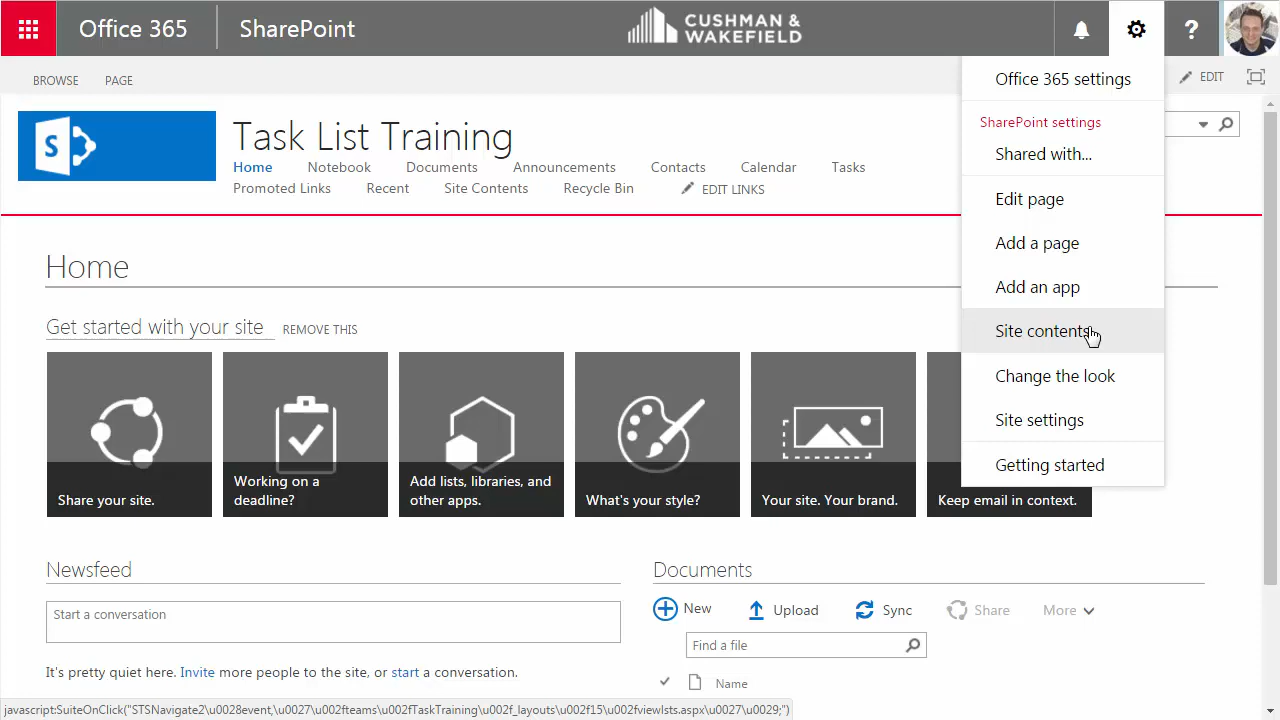 Office 365
SharePoint
CUSHMAN &
WAKEFIELD
?
BROWSE
PAGE
EDIT
S
Task List Training
Home
Notebook
Documents
Announcements
Contacts
Calendar
Tasks
Promoted Links
Recent
Site Contents
Recycle Bin
EDIT LINKS
Office 365 settings
SharePoint settings
Shared with...
Edit page
Add a page
Add an app
Site contents
Change the look
Site settings
Getting started
Home
Get started with your site
REMOVE THIS
Share your site.
Working on a
deadline?
Add lists, libraries, and
other apps.
What's your style?
Your site. Your brand.
Keep email in context.
Newsfeed
Start a conversation
It's pretty quiet here. Invite more people to the site, or start a conversation.
Documents
New
Upload
Sync
Share
More
Find a file
Name
javascript:SuiteOnClick("STSNavigate2\u0028event,\u0027\u002fteams\u002fTaskTraining\u002f_layouts\u002f15\u002fviewlsts.aspx\u0027\u0029;")